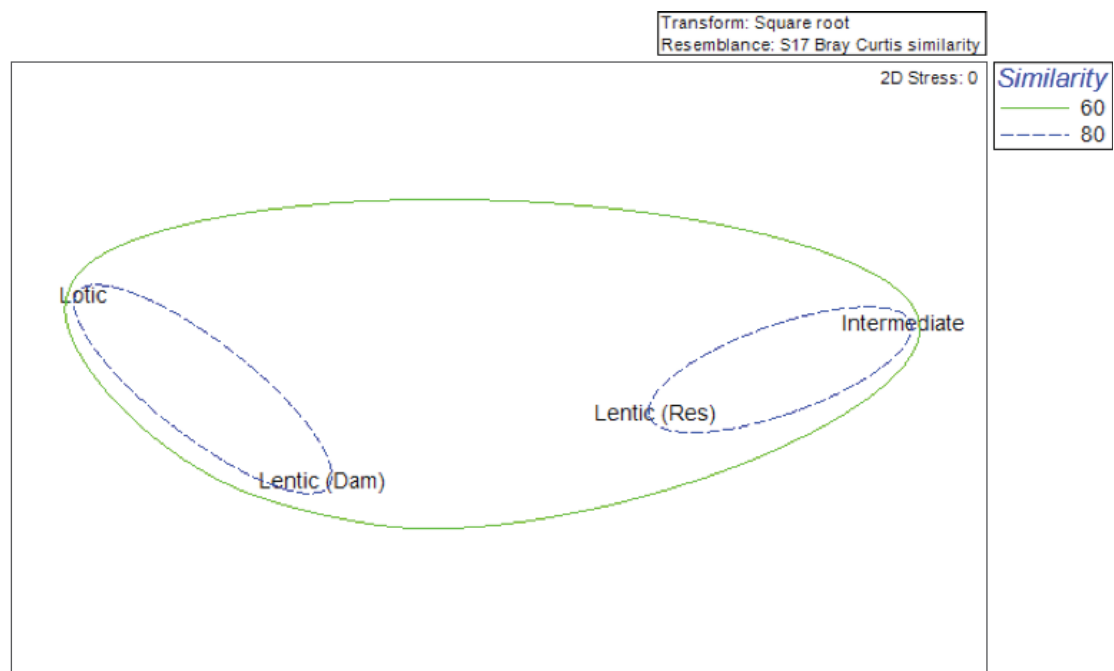 Transform: Square root
Resemblance: S17 Bray Curtis similarity
2D Stress: 0
Similarity
60
80
Lotic
Intermediate
Lentic (Res)
Lentic (Dam)